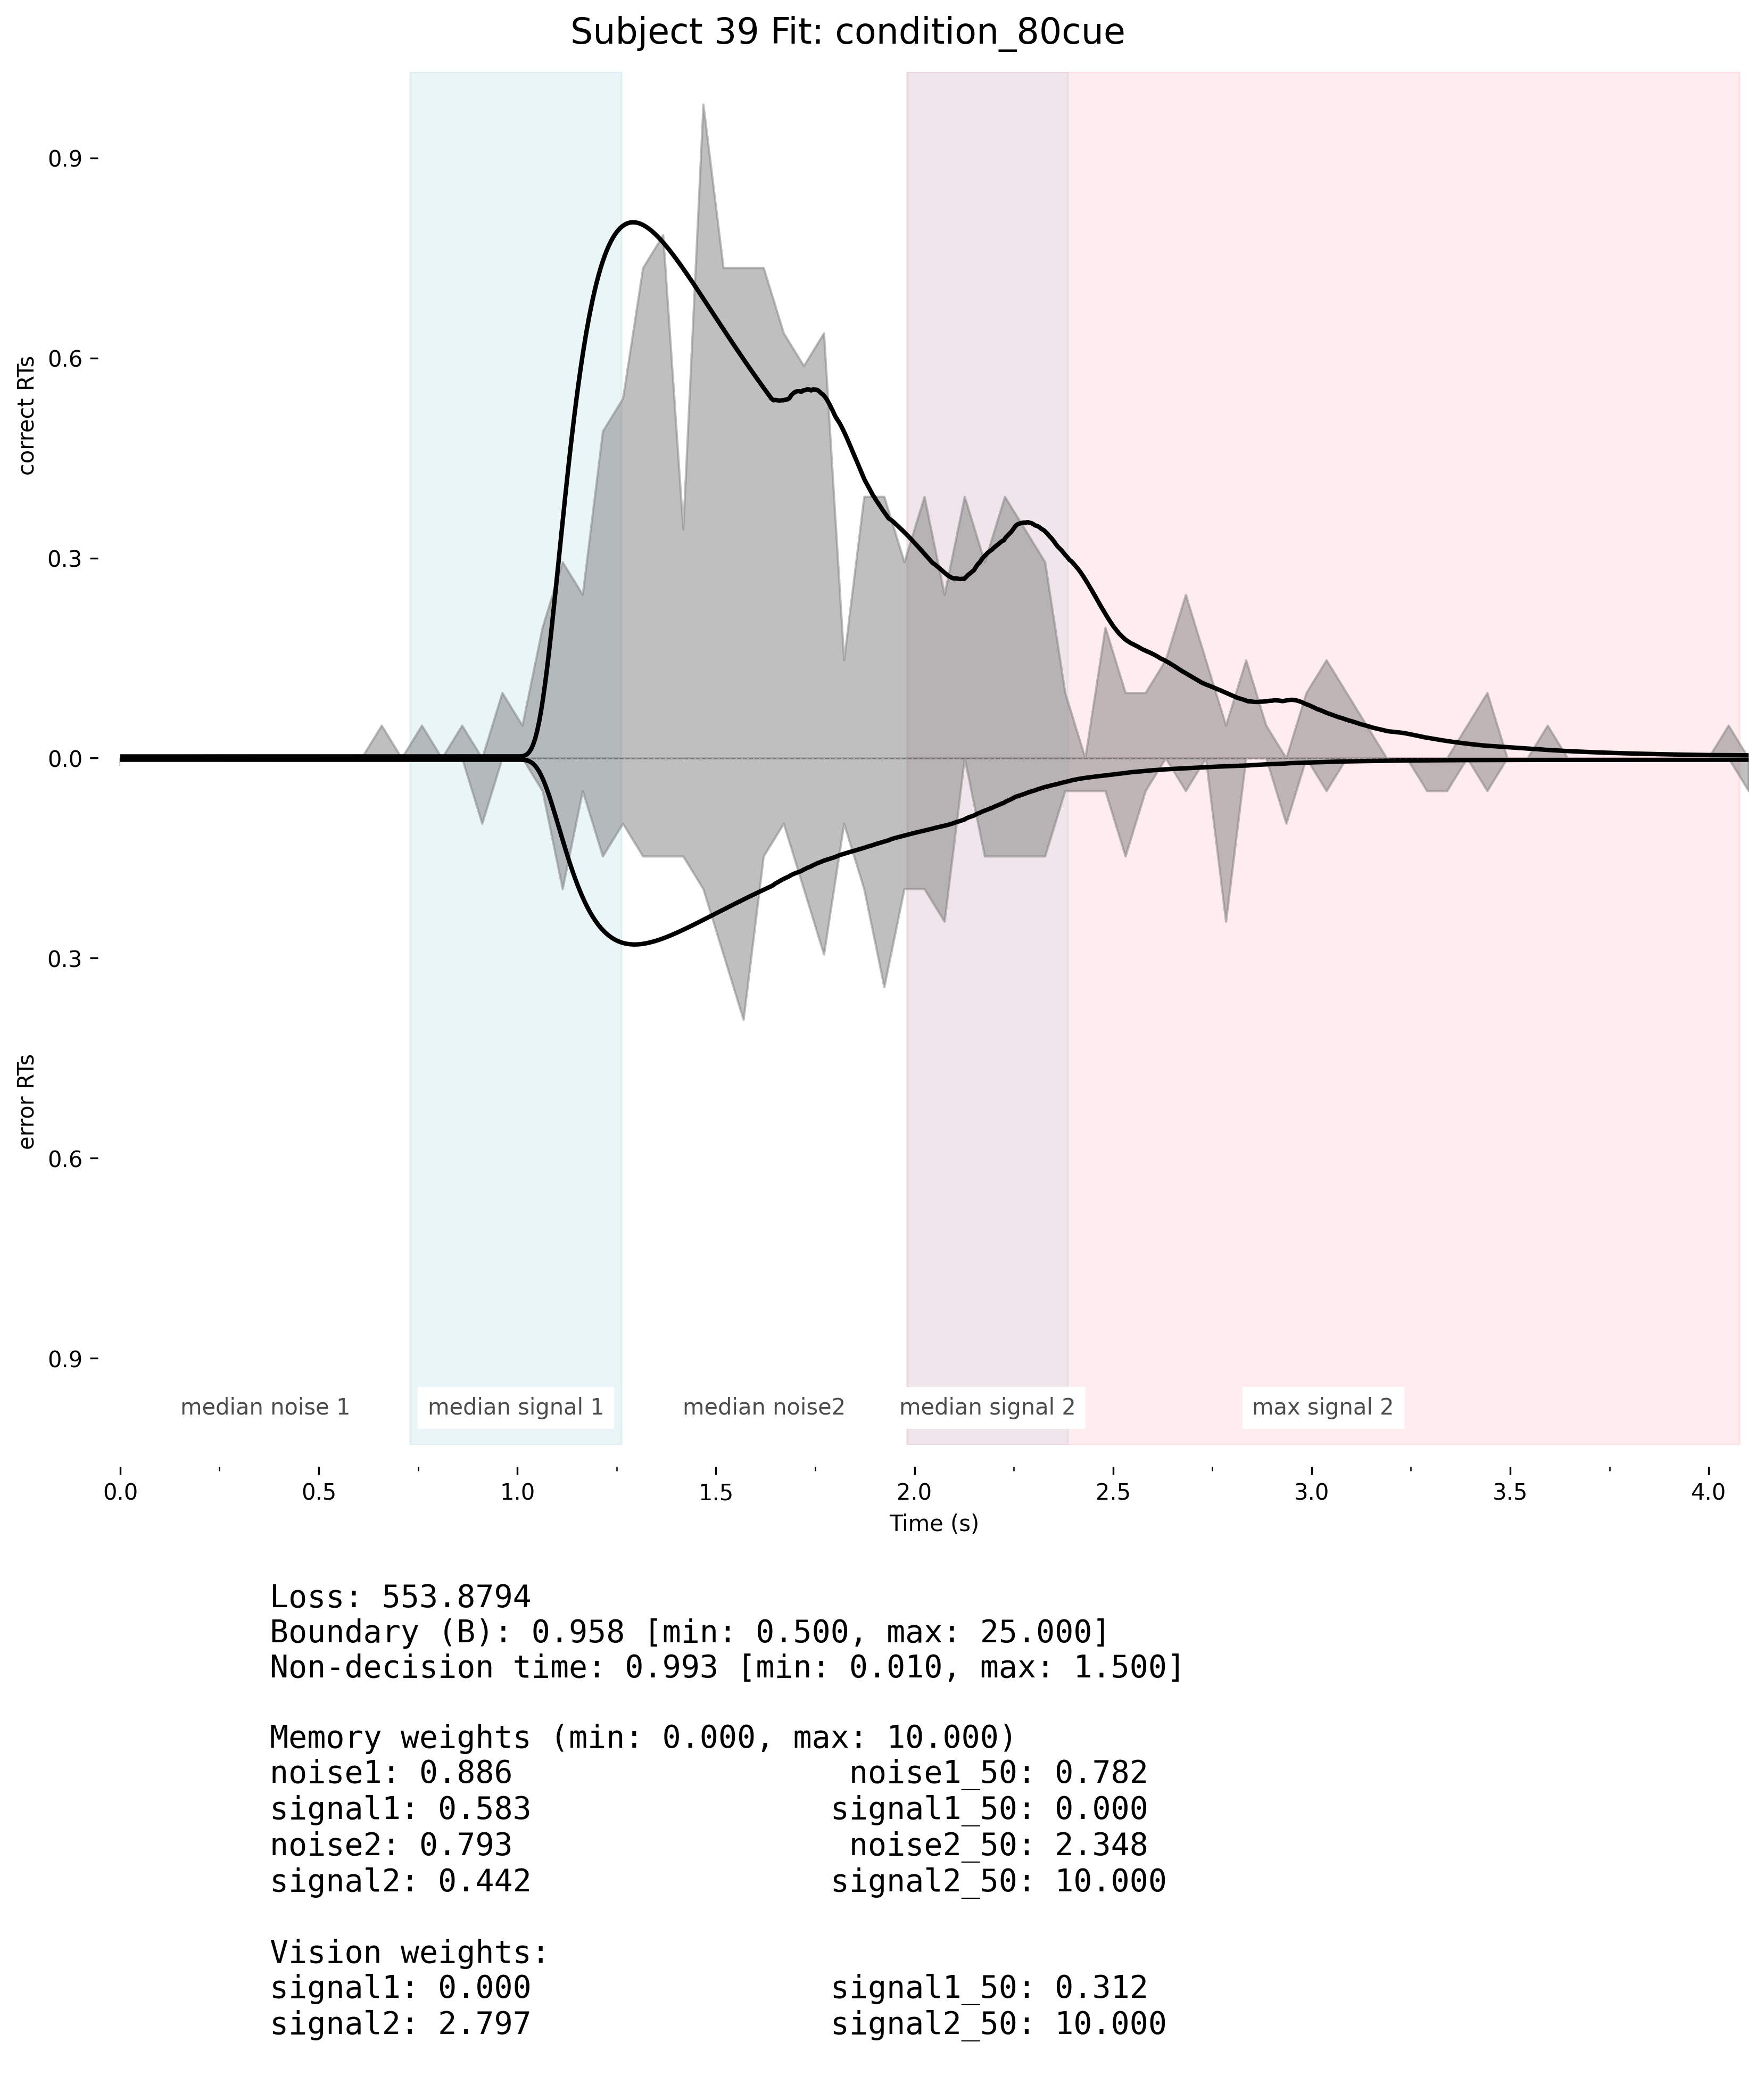 Subject 39 Fit: condition_80cue
0.9
0.6
0.3
0.0
0.3
0.6
0.9
correct RTs
error RTs
median noise 1
median signal 1
median noise2
median signal 2
max signal 2
0.0 0.5 1.0 1.5 2.0 2.5 3.0 3.5 4.0
Time (s)
Loss: 553.8794
Boundary (B): 0.958 [min: 0.500, max: 25.000]
Non-decision time: 0.993 [min: 0.010, max: 1.500]
Memory weights (min: 0.000, max: 10.000)
noise1: 0.886 noise1_50: 0.782
signal1: 0.583 signal1_50: 0.000
noise2: 0.793 noise2_50: 2.348
signal2: 0.442 signal2_50: 10.000
Vision weights:
signal1: 0.000 signal1_50: 0.312
signal2: 2.797 signal2_50: 10.000